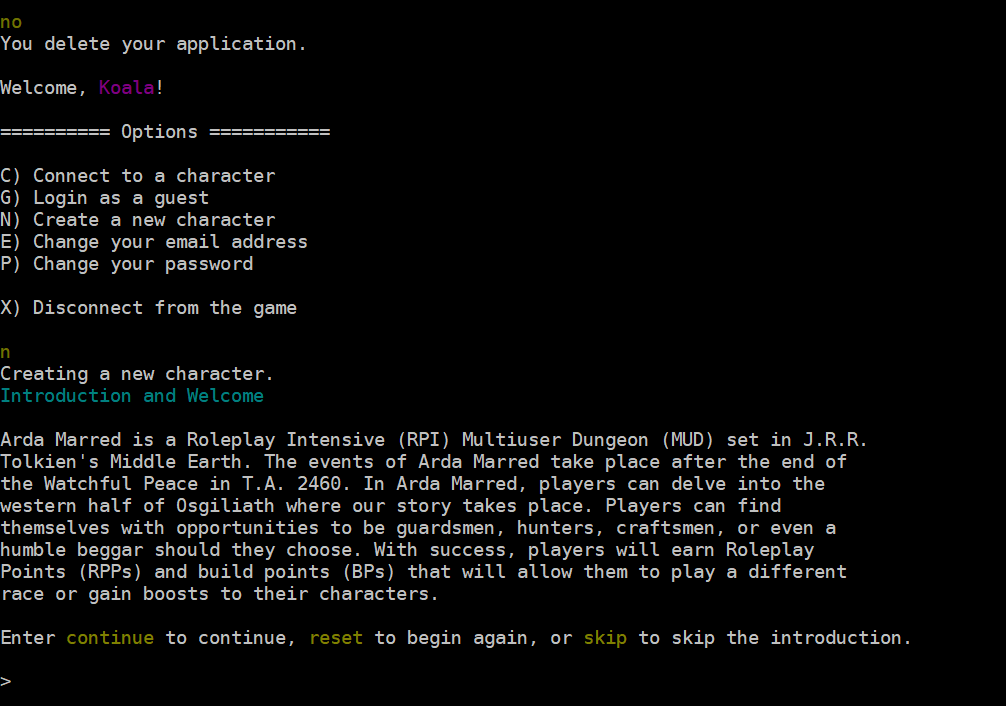 no
You delete your application.
Welcome, Koala!
========== Options ===========
C) Connect to a character
G) Login as a guest
N) Create a new character
E) Change your email address
P) Change your password
X) Disconnect from the game
n
Creating a new character.
Introduction and Welcome
Arda Marred is a Roleplay Intensive (RPI) Multiuser Dungeon (MUD) set in J.R.R.
Tolkien's Middle Earth. The events of Arda Marred take place after the end of
the Watchful Peace in T.A. 2460. In Arda Marred, players can delve into the
western half of Osgiliath where our story takes place. Players can find
themselves with opportunities to be guardsmen, hunters, craftsmen, or even a
humble beggar should they choose. With success, players will earn Roleplay
Points (RPPs) and build points (BPs) that will allow them to play a different
race or gain boosts to their characters.
Enter continue to continue, reset to begin again, or skip to skip the introduction.
>